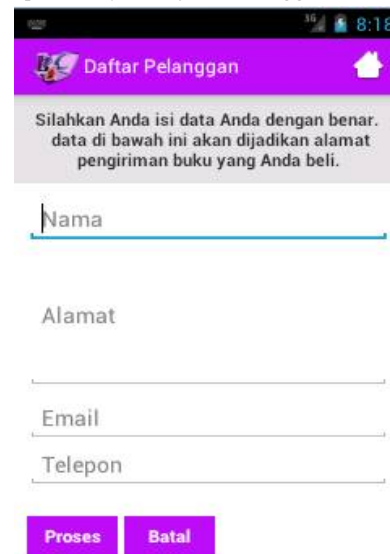 3G 8:18
Daftar Pelanggan
Silahkan Anda isi data Anda dengan benar.
data di bawah ini akan dijadikan alamat
pengiriman buku yang Anda beli.
Nama
Alamat
Email
Telepon
Proses Batal